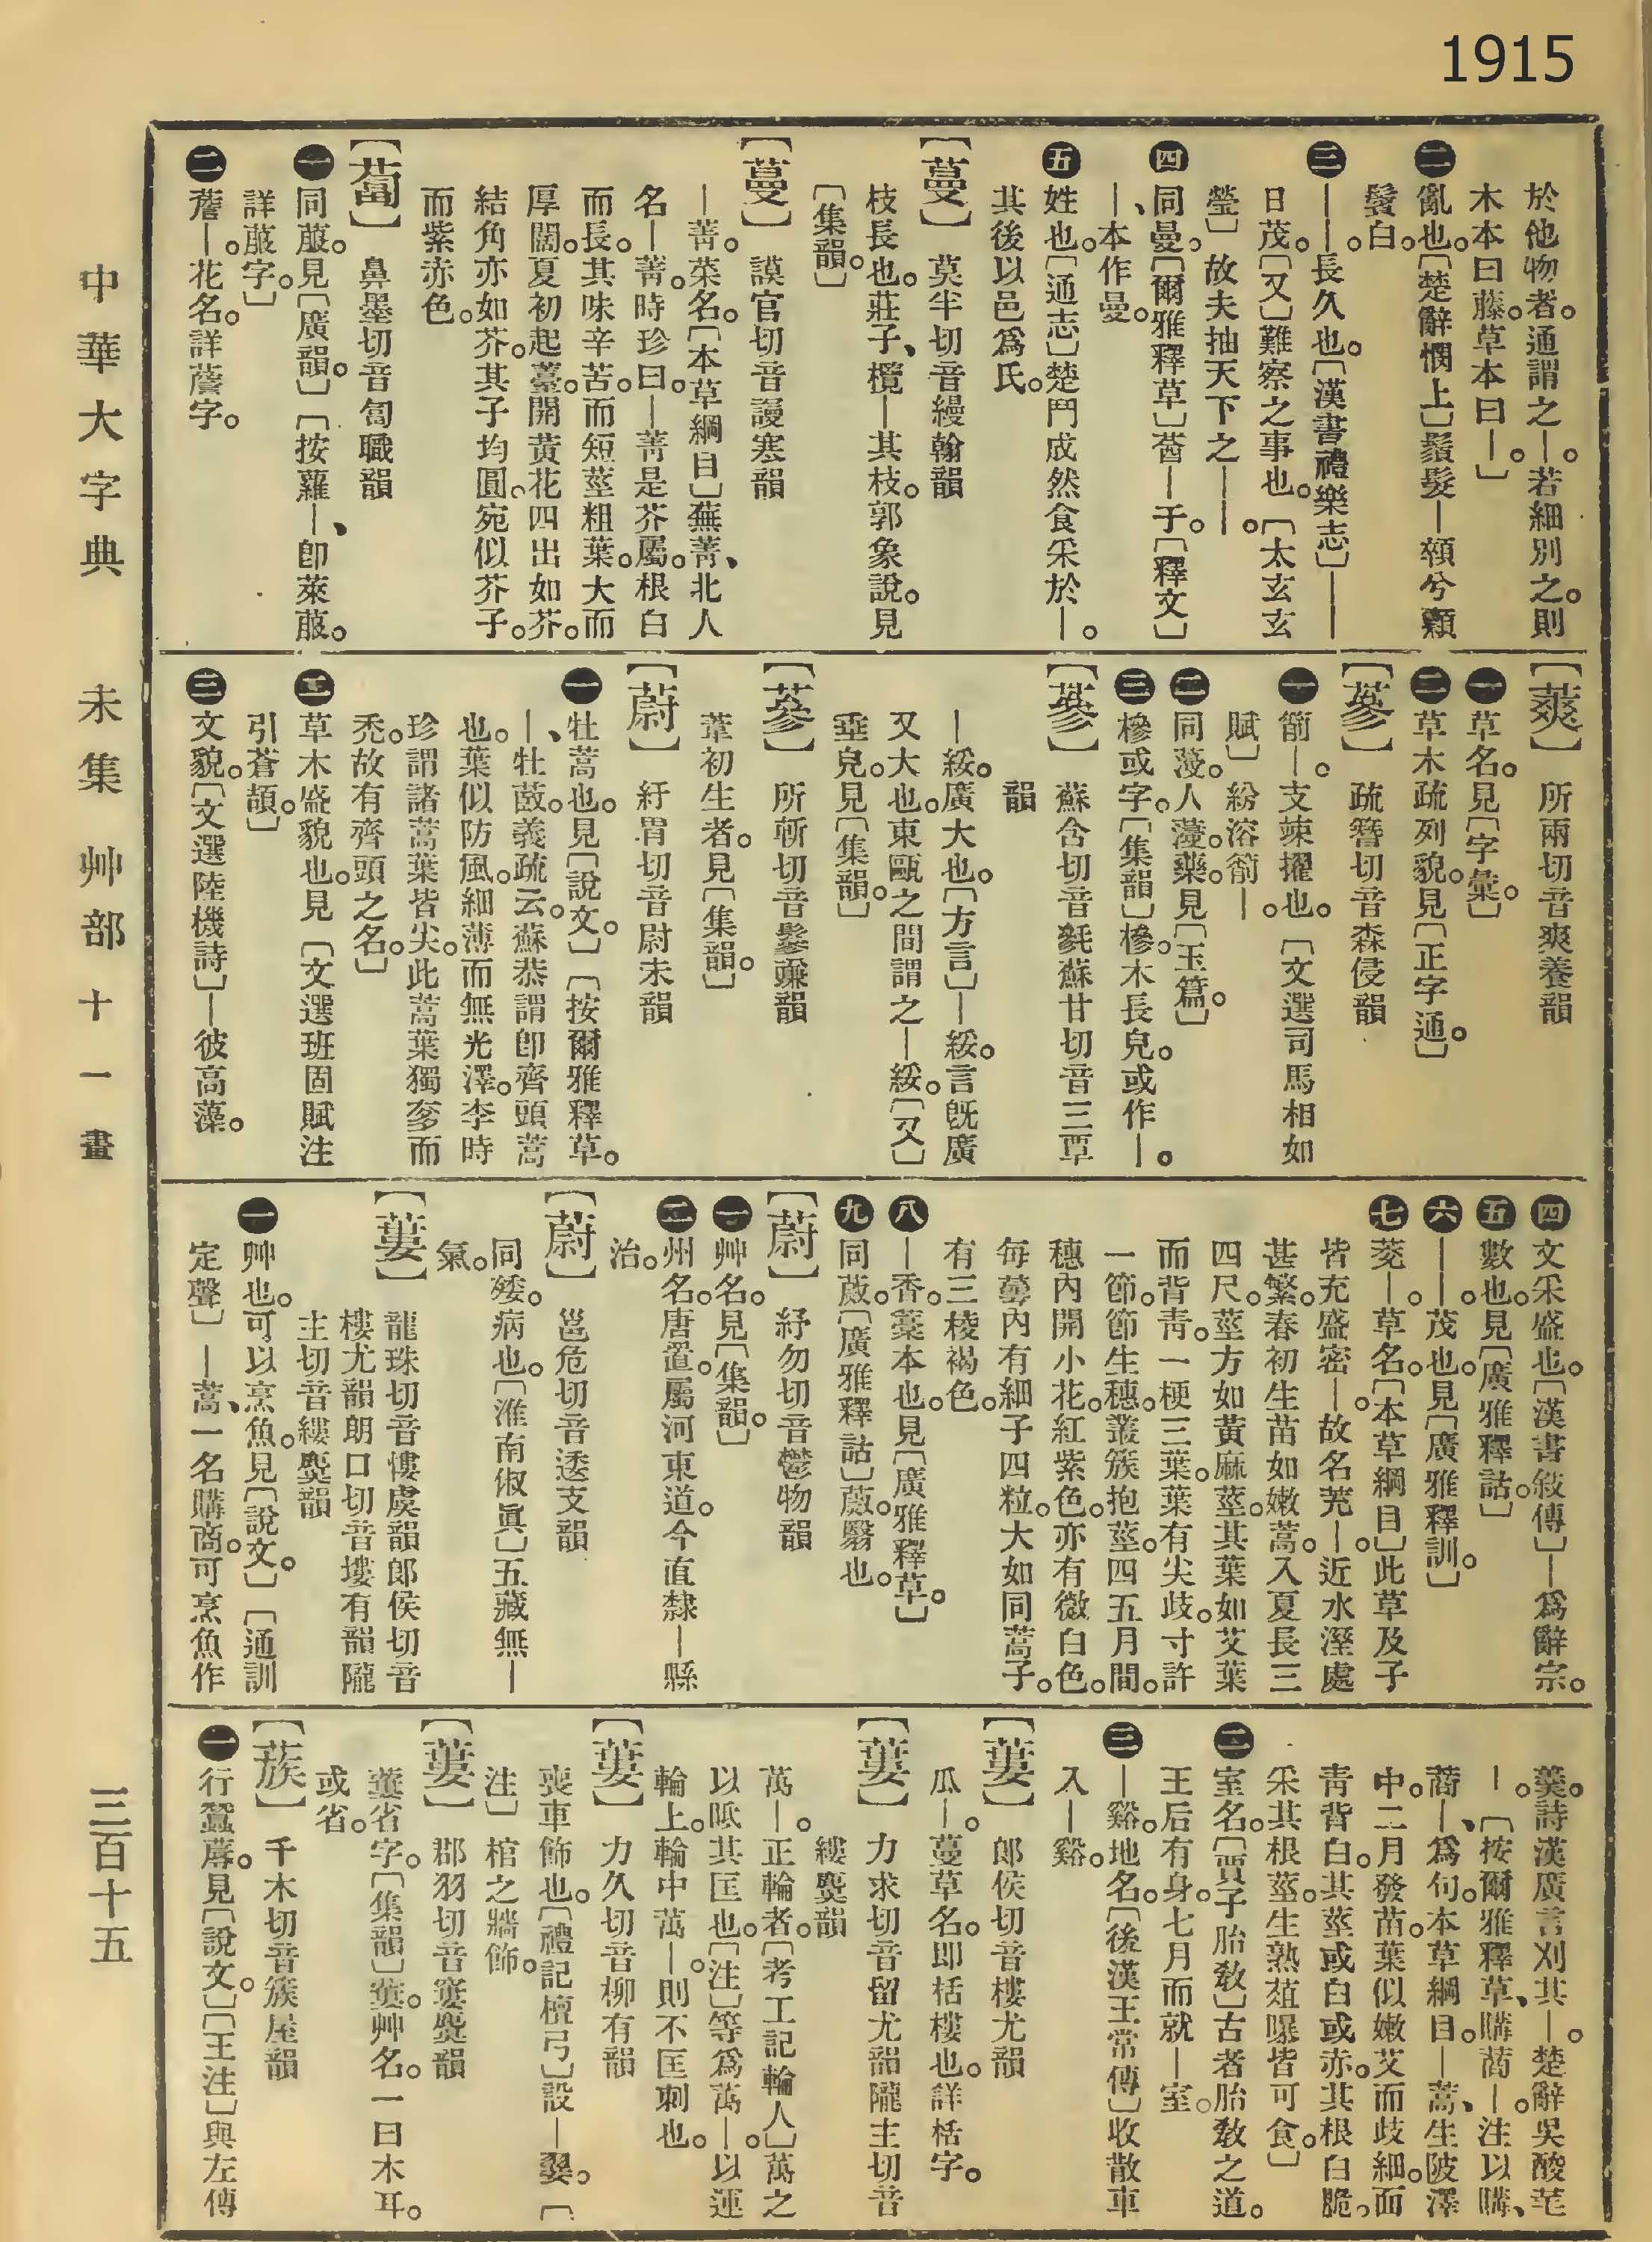 1915
於他物者。通謂之—。若細別之。則
木本曰藤。草本曰—。〕
㊁亂也。〔楚辭憫上〕鬚髮—顇兮顠
鬢白。
㊂——。長久也。〔漢書禮樂志〕——
日茂。〔又〕難察之事也。〔太玄玄
瑩〕故夫抽天下之——。
㊃同曼。〔爾雅釋草〕蒚—于。〔釋文〕
—、本作曼。
㊄姓也。〔通志〕楚鬥成然食采於—。
其後以邑爲氏。
〔蔓〕莫半切音縵翰韻
枝長也。莊子、欖—其枝。郭象說。見
〔集韻。〕
〔蔓〕謨官切音謾寒韻
—菁。菜名。〔本草綱目〕蕪菁、北人
名—菁。時珍曰。—菁是芥屬。根白
而長。其味辛苦。而短莖粗葉。大而
厚闊。夏初起薹。開黃花四出如芥。
結角亦如芥。其子均圓。宛似芥子。
而紫赤色。
〔蔔〕鼻墨切音匐職韻
㊀同菔。見〔廣韻。〕〔按蘿—、卽萊菔。
詳菔字。〕
㊁薝—。花名。詳薝字。
〔蔱〕所兩切音爽養韻
㊀草名。見〔字彙。〕
㊁草木疏列貌。見〔正字通。〕
〔蔘〕疏簪切音森侵韻
㊀箾—。支竦擢也。〔文選司馬相如
賦〕紛溶箾—。
㊁同葠。人薓。藥。見〔玉篇。〕
㊂槮或字。〔集韻〕槮。木長皃。或作—。
〔蔘〕蘇含切音毿蘇甘切音三覃
韻
—綏。廣大也。〔方言〕—綏。言旣廣
又大也。東甌之間謂之—綏。〔又〕
垂皃。見〔集韻。〕
〔蔘〕所斬切音摻豏韻
葦初生者。見〔集韻。〕
〔蔚〕紆胃切音尉未韻
㊀牡蒿也。見〔說文。〕〔按爾雅釋草。
—、牡菣。義疏云。蘇恭謂卽齊頭蒿
也。葉似防風。細薄而無光澤。李時
珍謂諸蒿葉皆尖。此蒿葉獨奓而
禿。故有齊頭之名。〕
㊁草木盛貌也。見〔文選班固賦注
引蒼頡。〕
㊂文貌。〔文選陸機詩〕—彼高藻。
㊃文采盛也。〔漢書敍傳〕—爲辭宗。
㊄數也。見〔廣雅釋詁。〕
㊅——。茂也。見〔廣雅釋訓。〕
㊆茺—。草名。〔本草綱目〕此草及子
皆充盛密—。故名茺—。近水溼處
甚繁。春初生苗如嫩蒿。入夏長三
四尺。莖方如黃麻莖。其葉如艾葉
而背靑。一梗三葉。葉有尖歧。寸許
一節。節生穗。叢簇抱莖。四五月間。
穗內開小花。紅紫色。亦有微白色。
每蕚內有細子四粒。大如同蒿子。
有三稜褐色。
㊇—香。藁本也。見〔廣雅釋草。〕
㊈同薉。〔廣雅釋詁〕薉。翳也。
〔蔚〕紆勿切音鬱物韻
㊀艸名。見〔集韻。〕
㊁州名。唐置。屬河東道。今直隸—縣
治。
〔蔚〕邕危切音逶支韻
同㾯。病也。〔淮南俶眞〕五藏無—
氣。
〔蔞〕龍珠切音慺虞韻郎侯切音
樓尤韻朗口切音塿有韻隴
主切音縷麌韻
㊀艸也。可以烹魚。見〔說文。〕〔通訓
定聲〕—蒿、一名購商。可烹魚作
羹。詩漢廣言刈其—。楚辭吳酸芼
—。〔按爾雅釋草、購蔏—。注以購、
蔏—、爲句。本草綱目。—蒿、生陂澤
中。二月發苗。葉似嫩艾而歧細。面
靑背白。其莖或白或赤。其根白脆。
采其根莖。生熟菹曝皆可食。〕
㊁室名。〔賈子胎敎〕古者胎敎之道。
王后有身。七月而就—室。
㊂—谿。地名。〔後漢王常傳〕收散卒
入—谿。
〔蔞〕郎侯切音樓尤韻
瓜—。蔓草名。卽栝樓也。詳栝字。
〔蔞〕力求切音留尤韻隴主切音
縷麌韻
萬—。正輪者。〔考工記輪人〕萬之
以眡其匡也。〔注〕等爲萬—。以運
輪上。輪中萬—。則不匡刺也。
〔蔞〕力久切音柳有韻
喪車飾也。〔禮記檀弓〕設—翣。〔
注〕棺之牆飾。
〔蔞〕郡羽切音窶麌韻
䕮省字。〔集韻〕䕮。艸名。一曰木耳。
或省。
〔蔟〕千木切音簇屋韻
㊀行蠶蓐。見〔說文。〕〔王注〕與左傳
中華大字典 未集 艸部 十一畫
三百十五